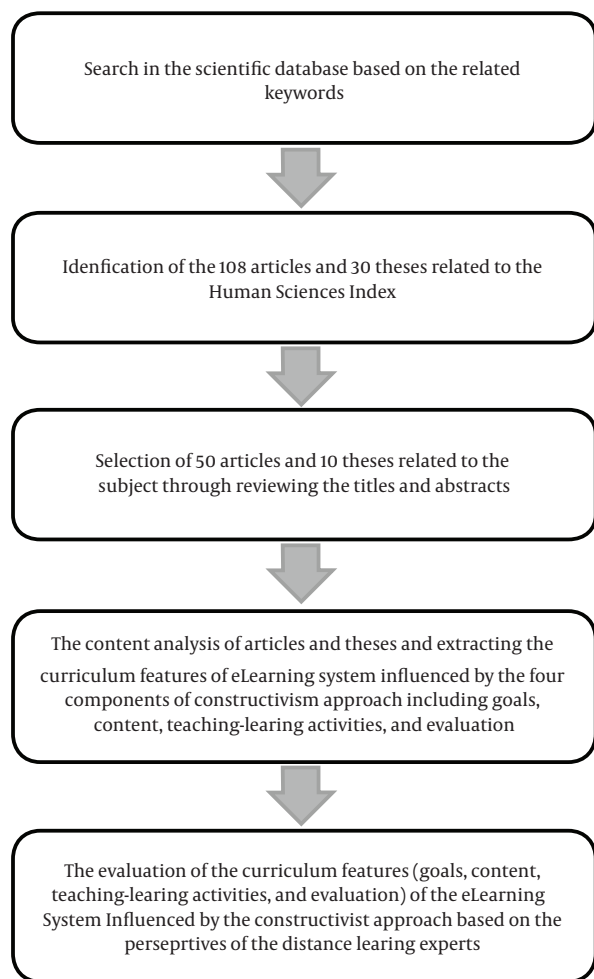 Search in the scientific database based on the related
keywords
Idenfication of the 108 articles and 30 theses related to the
Human Sciences Index
Selection of 50 articles and 10 theses related to the
subject through reviewing the titles and abstracts
The content analysis of articles and theses and extracting the
curriculum features of eLearning system influenced by the four
components of constructivism approach including goals,
content, teaching-learing activities, and evaluation
The evaluation of the curriculum features (goals, content,
teaching-learing activities, and evaluation) of the eLearning
System Influenced by the constructivist approach based on the
perseprtives of the distance learing experts